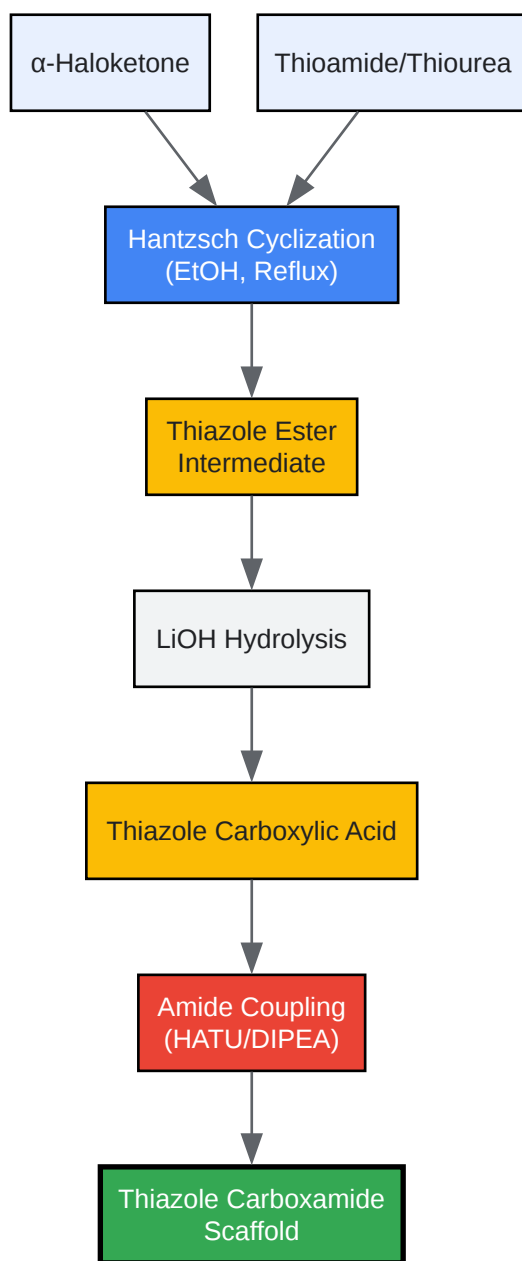 α-Haloketone
Thioamide/Thiourea
Hantzsch Cyclization
(EtOH, Reflux)
Thiazole Ester
Intermediate
LiOH Hydrolysis
Thiazole Carboxylic Acid
Amide Coupling
(HATU/DIPEA)
Thiazole Carboxamide
Scaffold